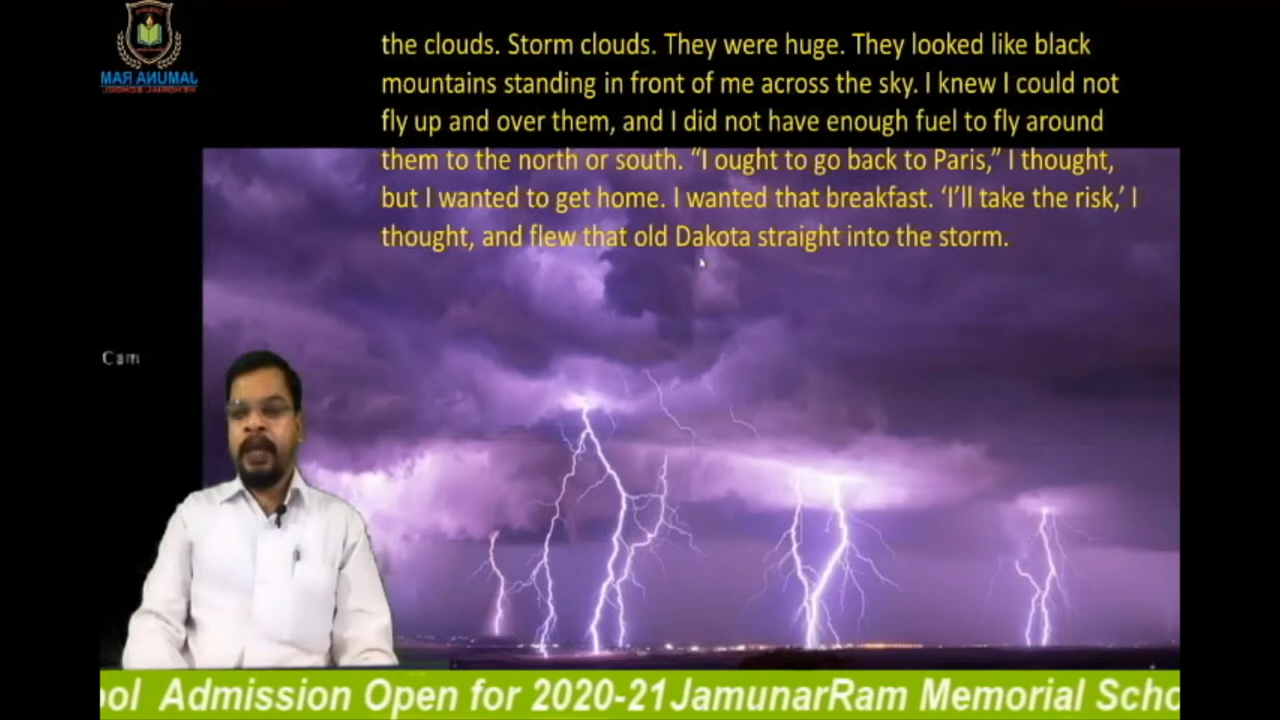 JAMUNA RAM
the clouds. Storm clouds. They were huge. They looked like black
mountains standing in front of me across the sky. I knew I could not
fly up and over them, and I did not have enough fuel to fly around
them to the north or south. “I ought to go back to Paris,” I thought,
but I wanted to get home. I wanted that breakfast. ‘I’ll take the risk,’ I
thought, and flew that old Dakota straight into the storm.
Cam
ool Admission Open for 2020-21 JamunarRam Memorial Scho